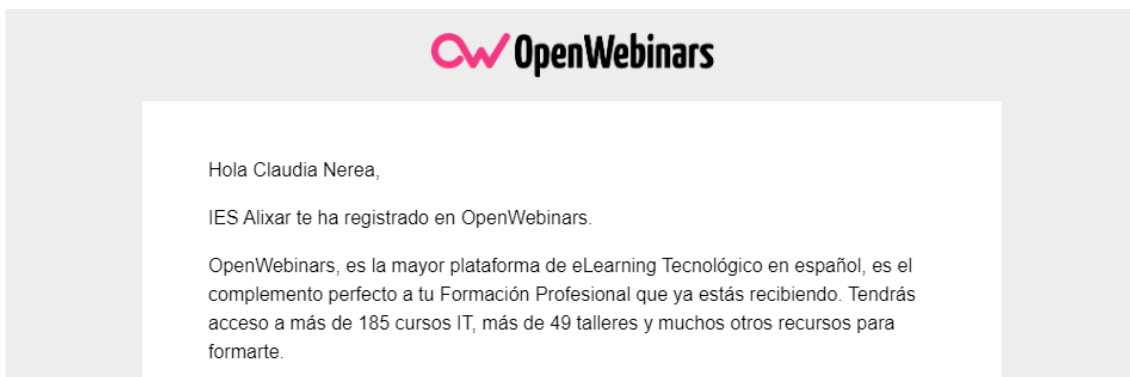 OpenWebinars
Hola Claudia Nerea,
IES Alixar te ha registrado en OpenWebinars.
OpenWebinars, es la mayor plataforma de eLearning Tecnológico en español, es el
complemento perfecto a tu Formación Profesional que ya estás recibiendo. Tendrás
acceso a más de 185 cursos IT, más de 49 talleres y muchos otros recursos para
formarte.